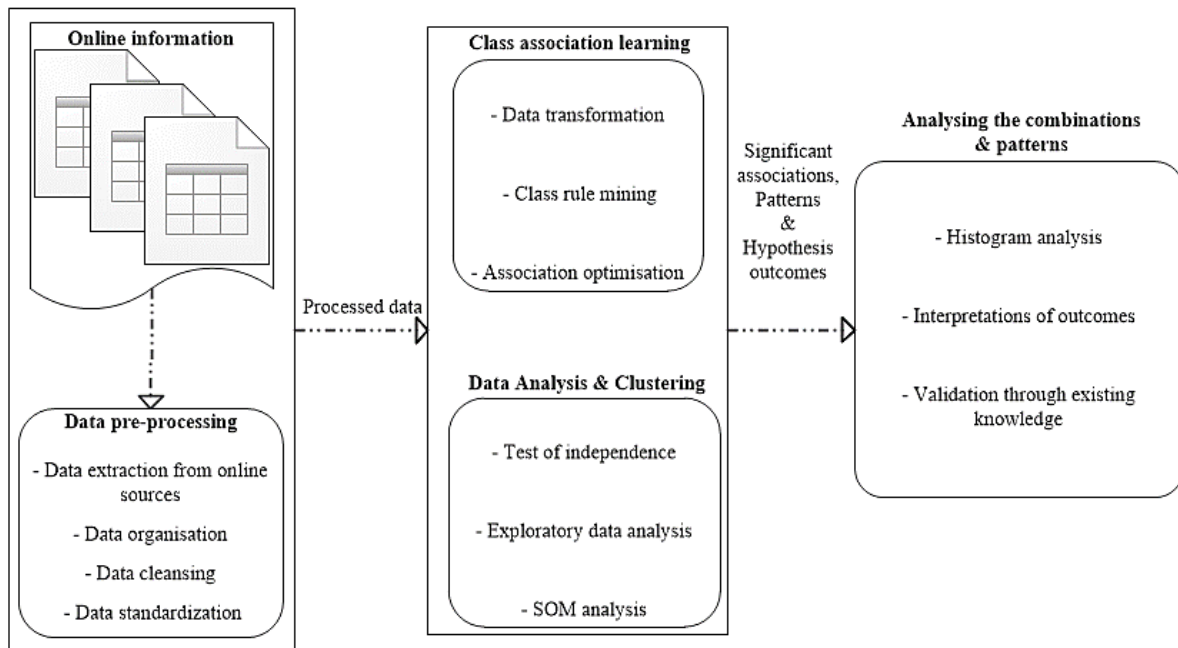 Online information
Data pre-processing
- Data extraction from online
sources
- Data organisation
- Data cleansing
- Data standardization
Processed data
Class association learning
- Data transformation
- Class rule mining
- Association optimisation
Data Analysis & Clustering
- Test of independence
- Exploratory data analysis
- SOM analysis
Significant
associations,
Patterns
&
Hypothesis
outcomes
Analysing the combinations
& patterns
- Histogram analysis
- Interpretations of outcomes
- Validation through existing
knowledge